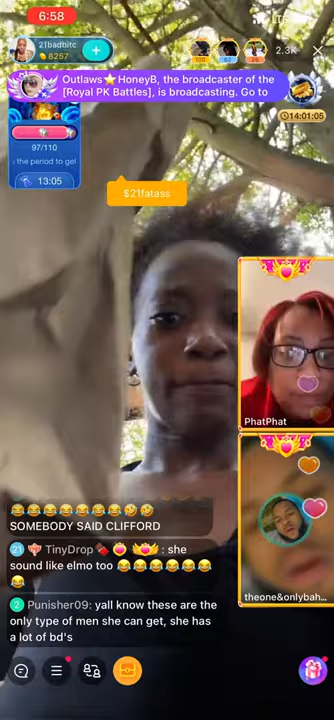 6:58
21badbitc
8257
100
62
26
2.3K
Outlaws⭐HoneyB, the broadcaster of the
[Royal PK Battles], is broadcasting. Go to
97/110
the period to get
13:05
14:01:05
$21fatass
PhatPhat
😂😂😂😂😂😂😂🤣🤣
SOMEBODY SAID CLIFFORD
21 TinyDrop : she
sound like elmo too 😂😂😂😂😂😂
😂
2 Punisher09: yall know these are the
only type of men she can get, she has
a lot of bd's
theone&onlybah...